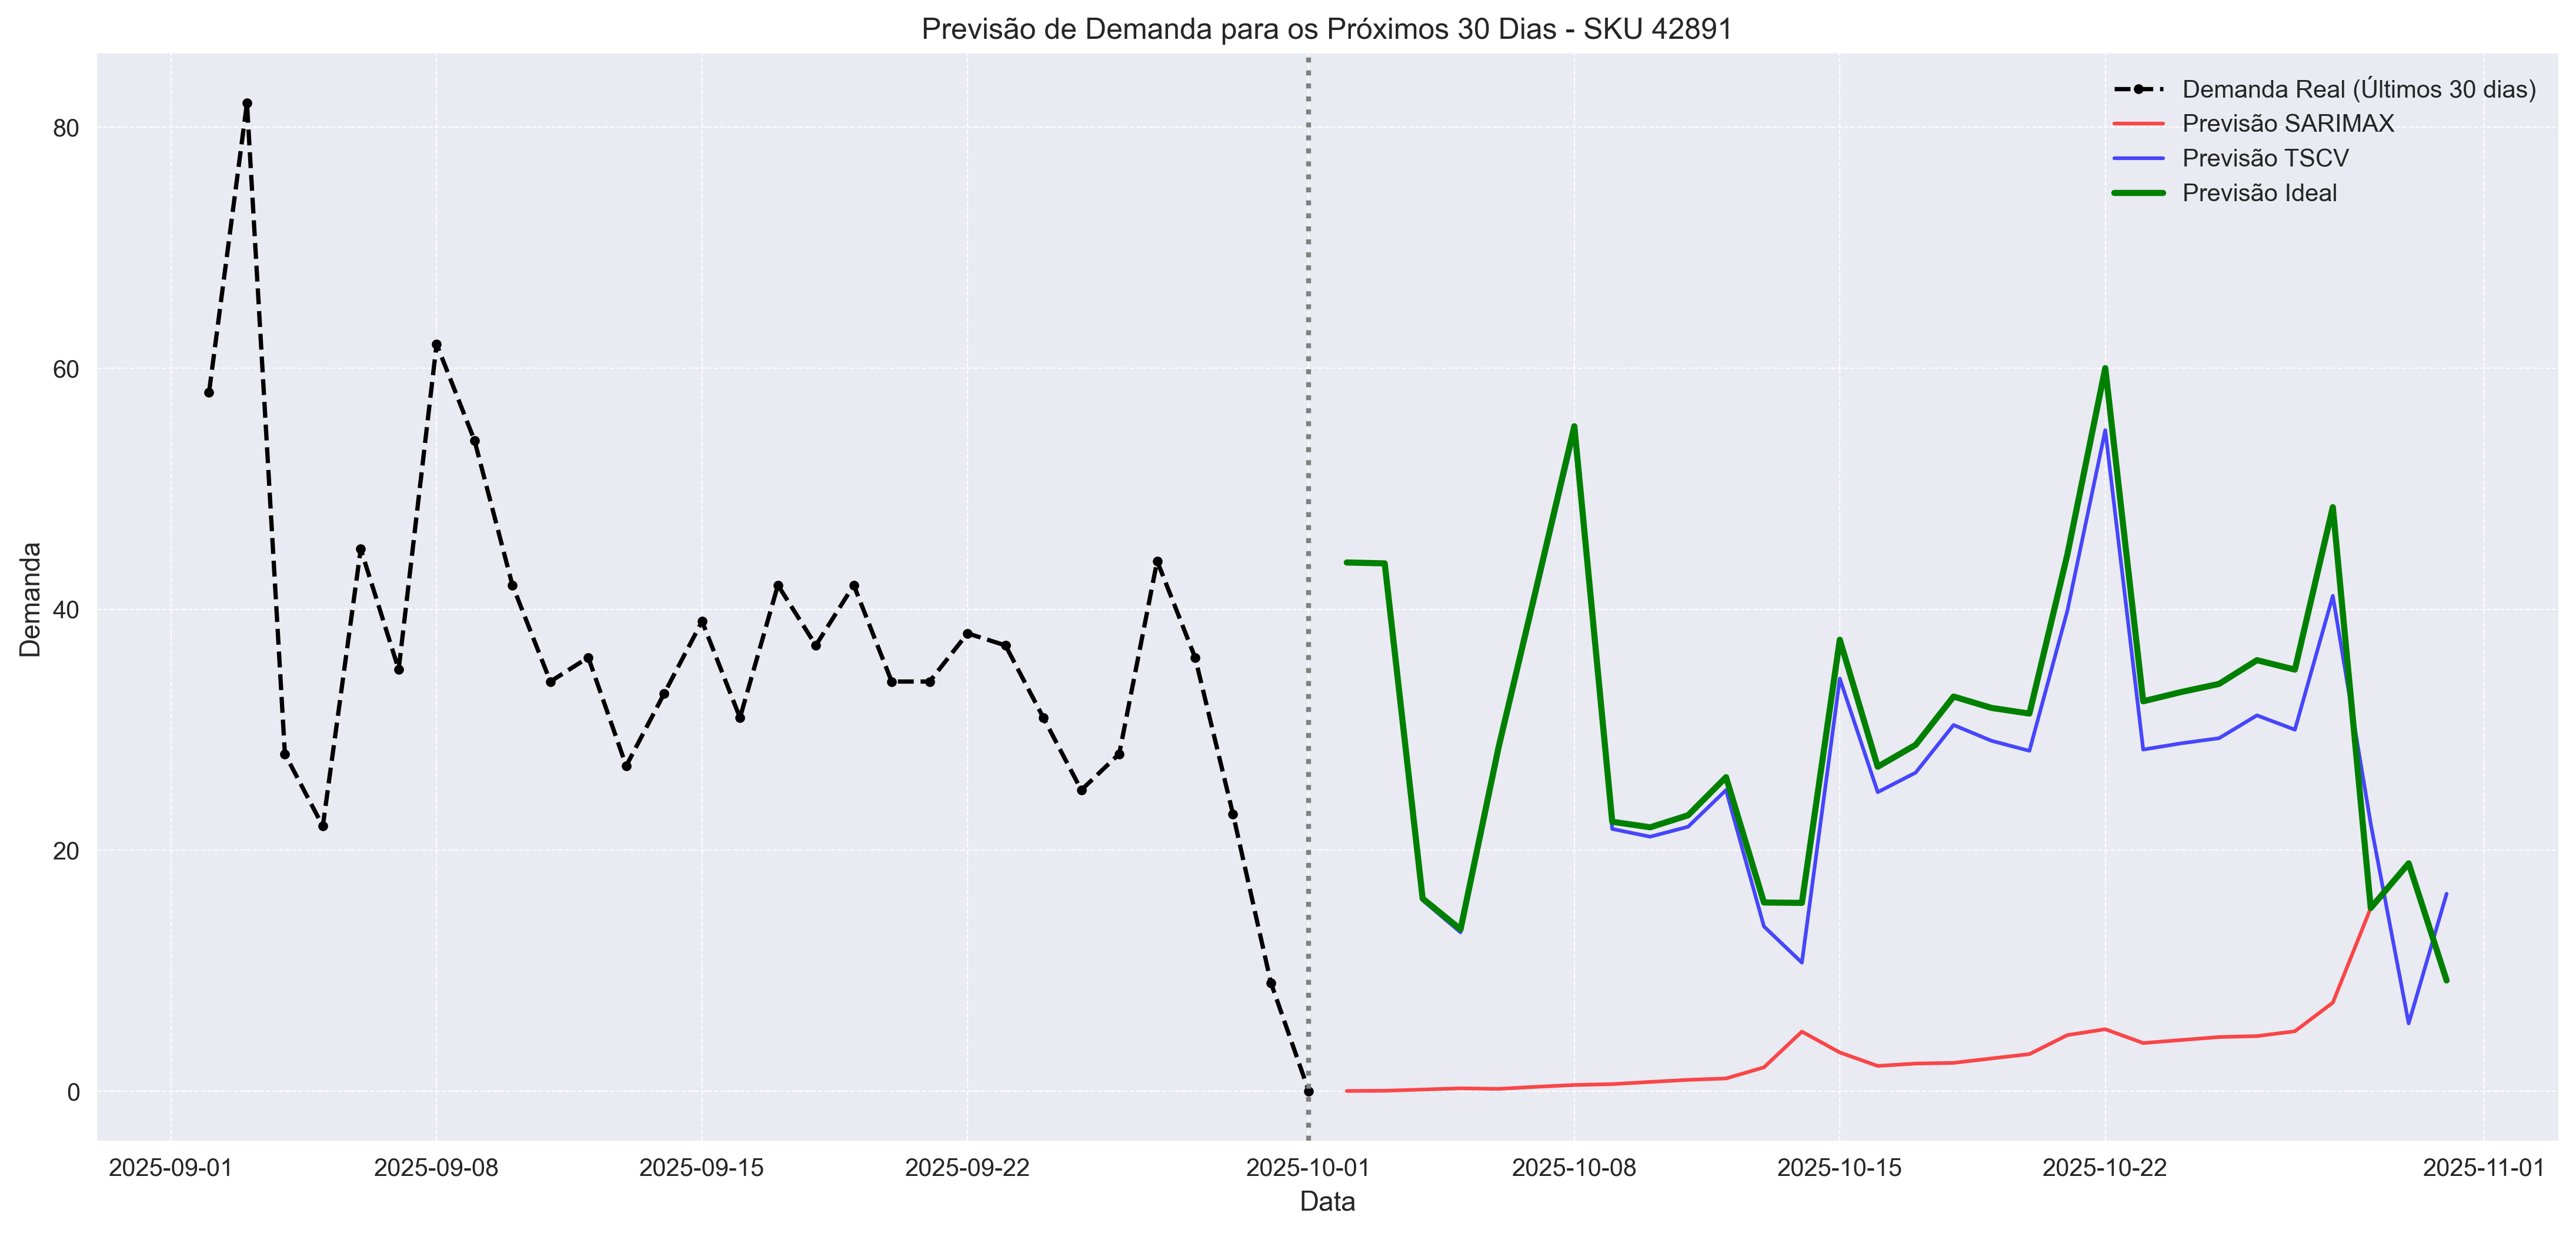 Previsão de Demanda para os Próximos 30 Dias - SKU 42891
Demanda Real (Últimos 30 dias)
Previsão SARIMAX
Previsão TSCV
Previsão Ideal
Demanda
80
60
40
20
0
2025-09-01
2025-09-08
2025-09-15
2025-09-22
2025-10-01
2025-10-08
2025-10-15
2025-10-22
2025-11-01
Data